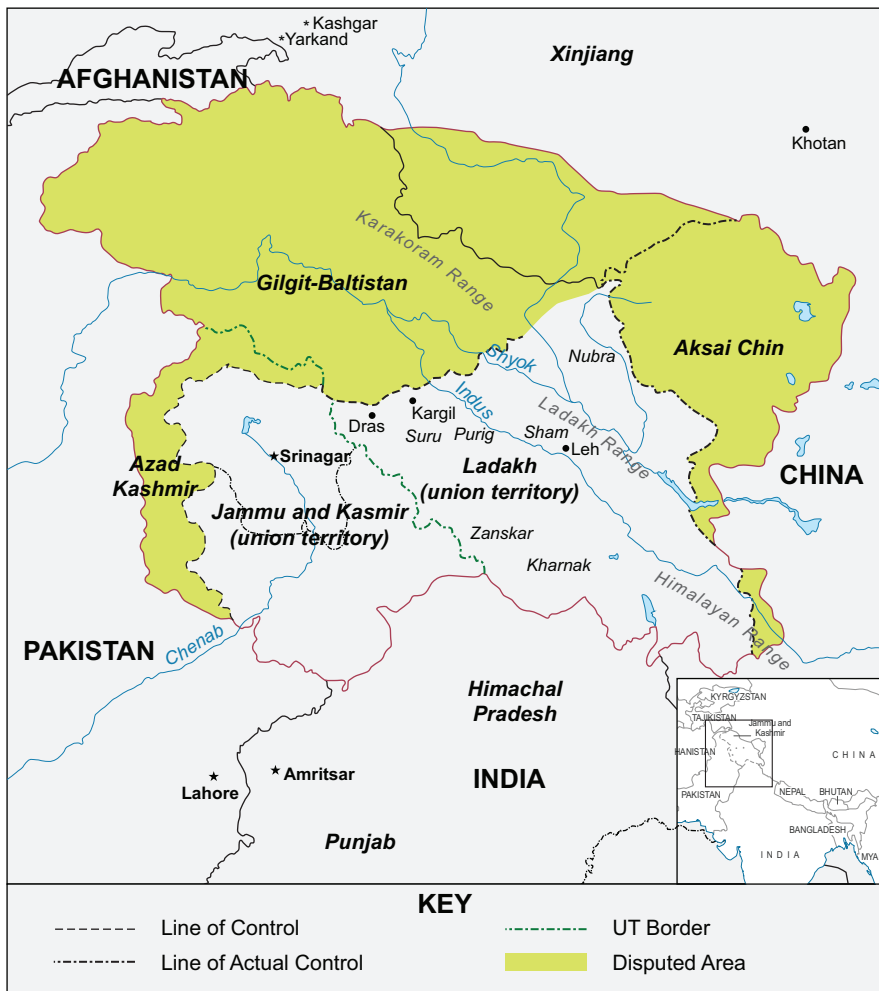 * Kashgar
* Yarkand
Xinjiang
AFGHANISTAN
Khotan
Karakoram Range
Gilgit-Baltistan
Aksai Chin
Shyok
Nubra
Indus
Kargil
Dras
Suru
Purig
Sham
Ladakh Range
Leh
Srinagar
Azad
Kashmir
Ladakh
(union territory)
CHINA
Jammu and Kasmir
(union territory)
Zanskar
Kharnak
Himalayan Range
PAKISTAN
Chenab
Himachal
Pradesh
INDIA
Amritsar
Lahore
Punjab
KYRGYZSTAN
TAJIKISTAN
Jammu and
Kashmir
HANISTAN
CHINA
PAKISTAN
NEPAL
BHUTAN
BANGLADESH
INDIA
MYA
KEY
Line of Control
UT Border
Line of Actual Control
Disputed Area